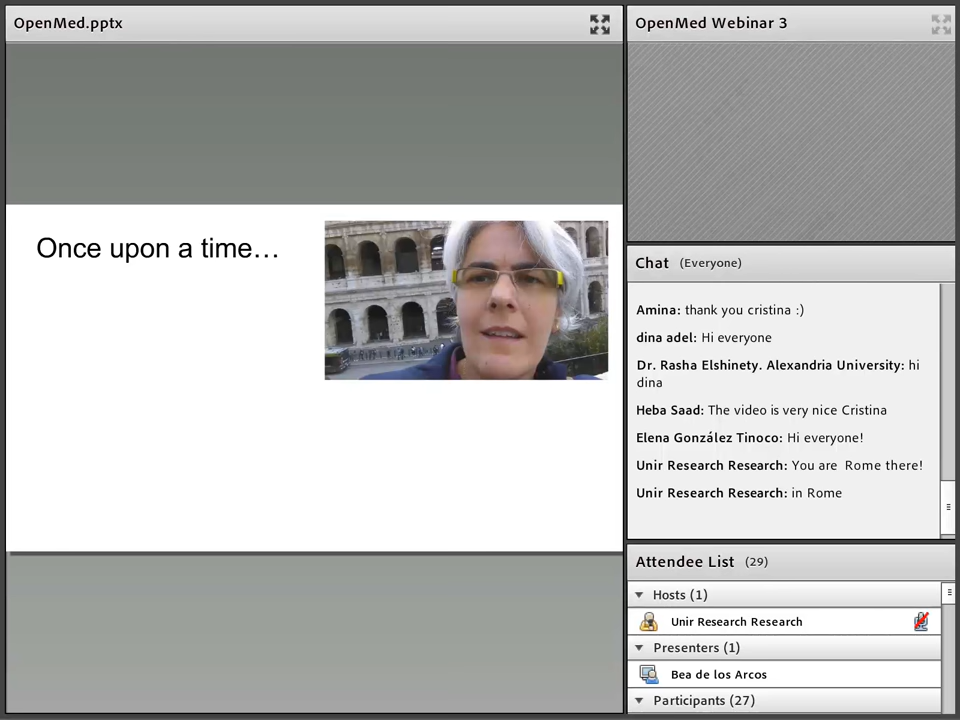 OpenMed.pptx
Once upon a time…
OpenMed Webinar 3
Chat (Everyone)
Amina: thank you cristina :)
dina adel: Hi everyone
Dr. Rasha Elshinety. Alexandria University: hi
dina
Heba Saad: The video is very nice Cristina
Elena González Tinoco: Hi everyone!
Unir Research Research: You are  Rome there!
Unir Research Research: in Rome
Attendee List (29)
Hosts (1)
Unir Research Research
Presenters (1)
Bea de los Arcos
Participants (27)